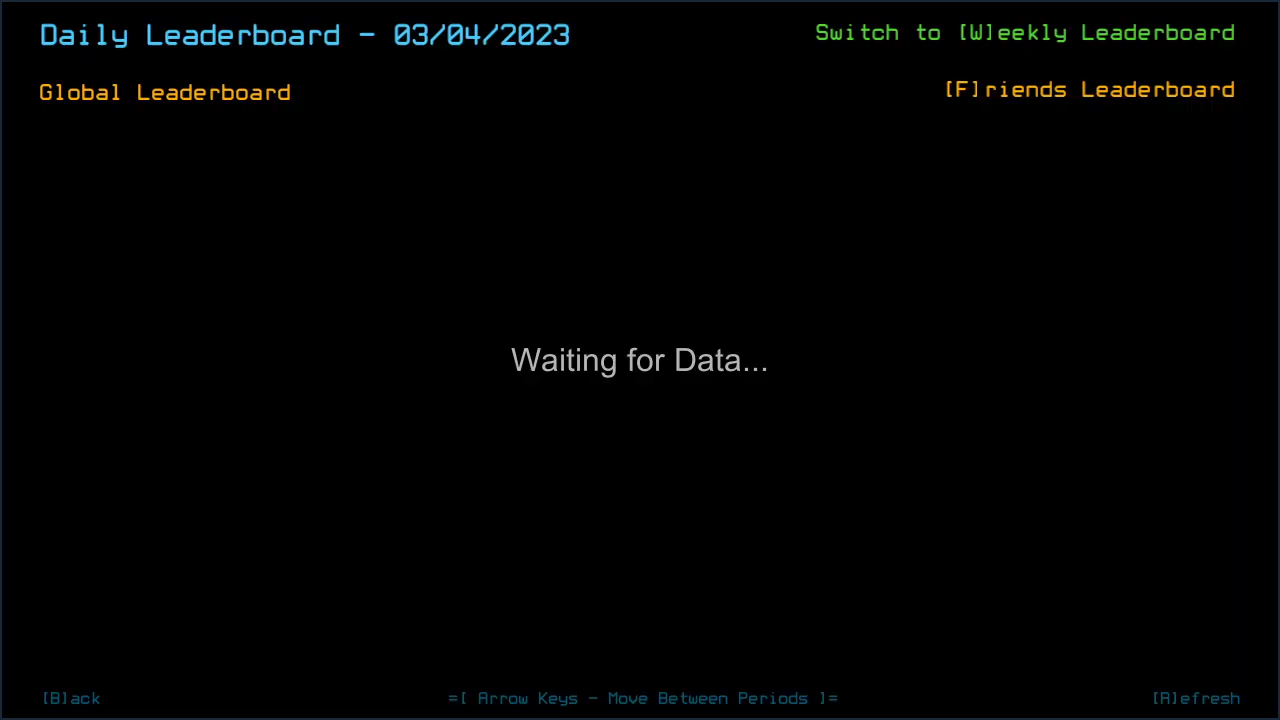 Daily Leaderboard - 03/04/2023
Switch to [W]eekly Leaderboard
Global Leaderboard
[F]riends Leaderboard
Waiting for Data...
[B]ack
=[ Arrow Keys - Move Between Periods ]=
[R]efresh